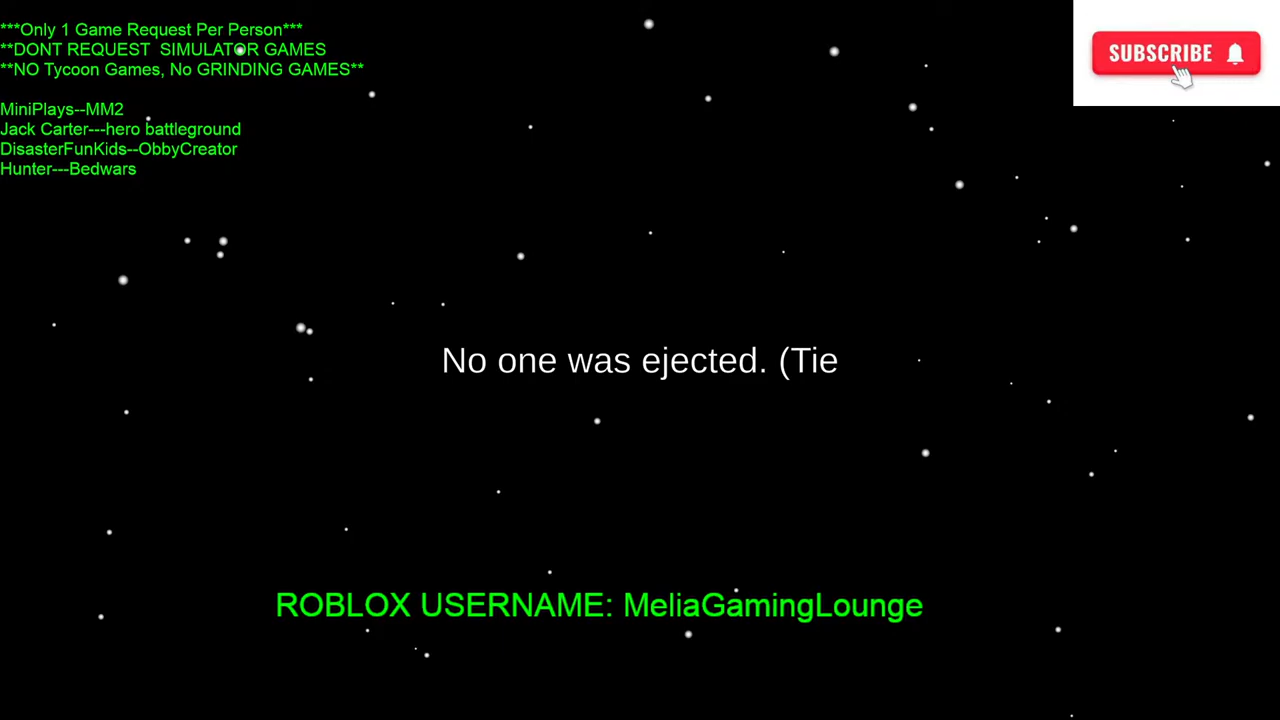 ***Only 1 Game Request Per Person***
**DONT REQUEST  SIMULATOR GAMES
**NO Tycoon Games, No GRINDING GAMES**
MiniPlays--MM2
Jack Carter---hero battleground
DisasterFunKids--ObbyCreator
Hunter---Bedwars
SUBSCRIBE
No one was ejected. (Tie
ROBLOX USERNAME: MeliaGamingLounge